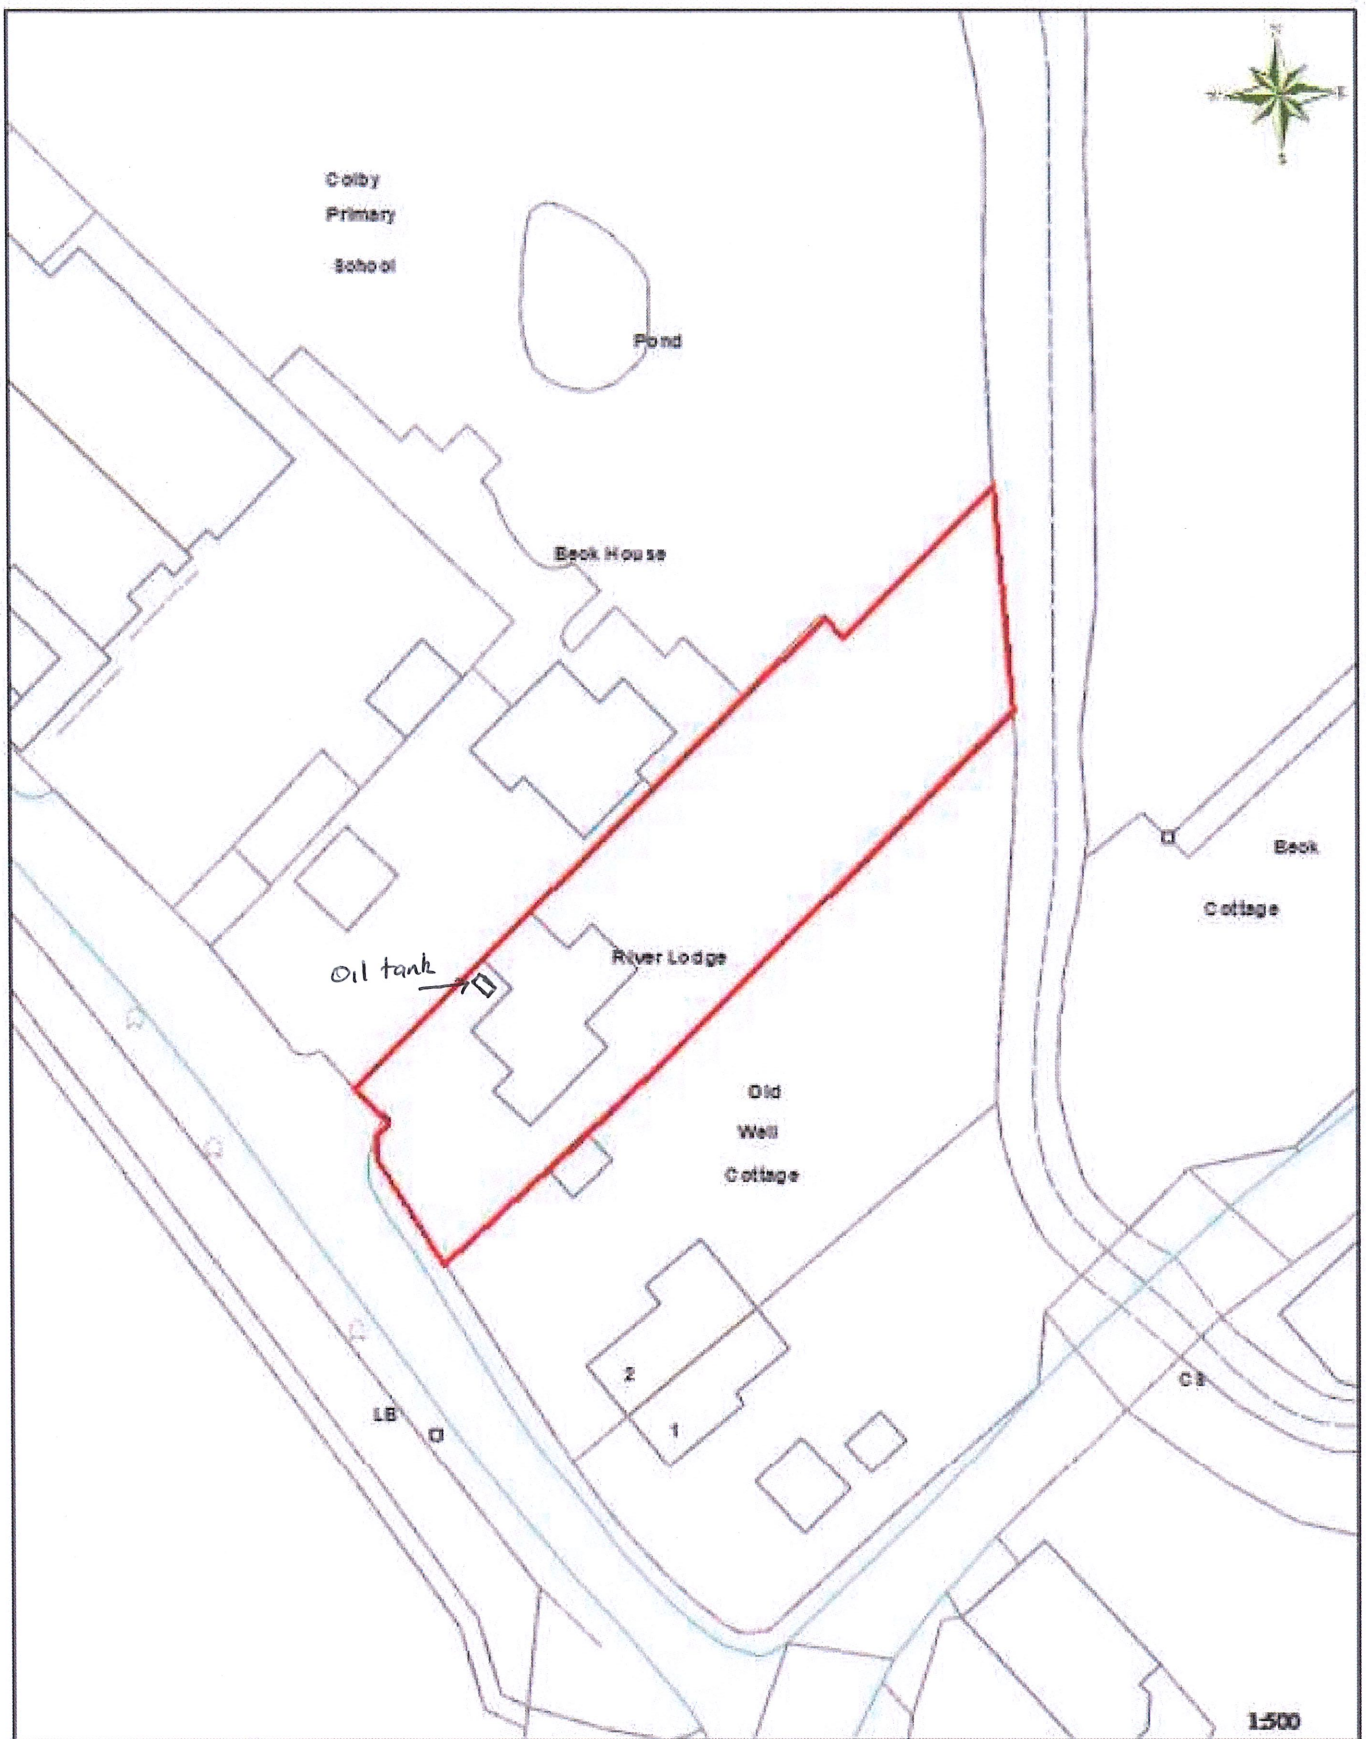 N
E
S
Colby
Primary
School
Pond
Beck House
Beck
Cottage
River Lodge
Oil tank
Old
Well
Cottage
2
LB
1
CB
1:500